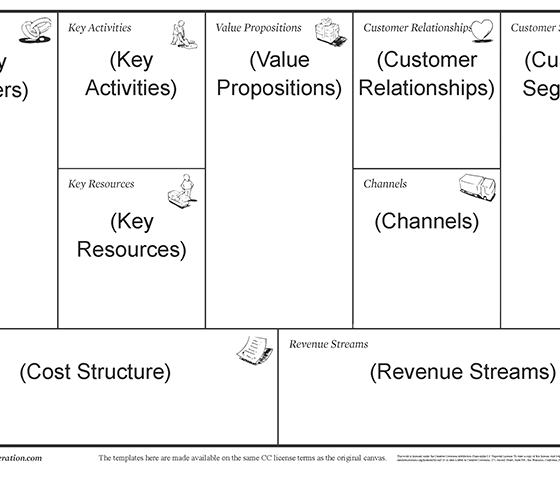 Key Activities
Value Propositions
Customer Relationships
Customer
(Key
Activities)
(Value
Propositions)
(Customer
Relationships)
(Cu
Seg
y
ers)
Key Resources
(Key
Resources)
Channels
(Channels)
(Cost Structure)
Revenue Streams
(Revenue Streams)
eration.com
The templates here are made available on the same CC license terms as the original canvas.